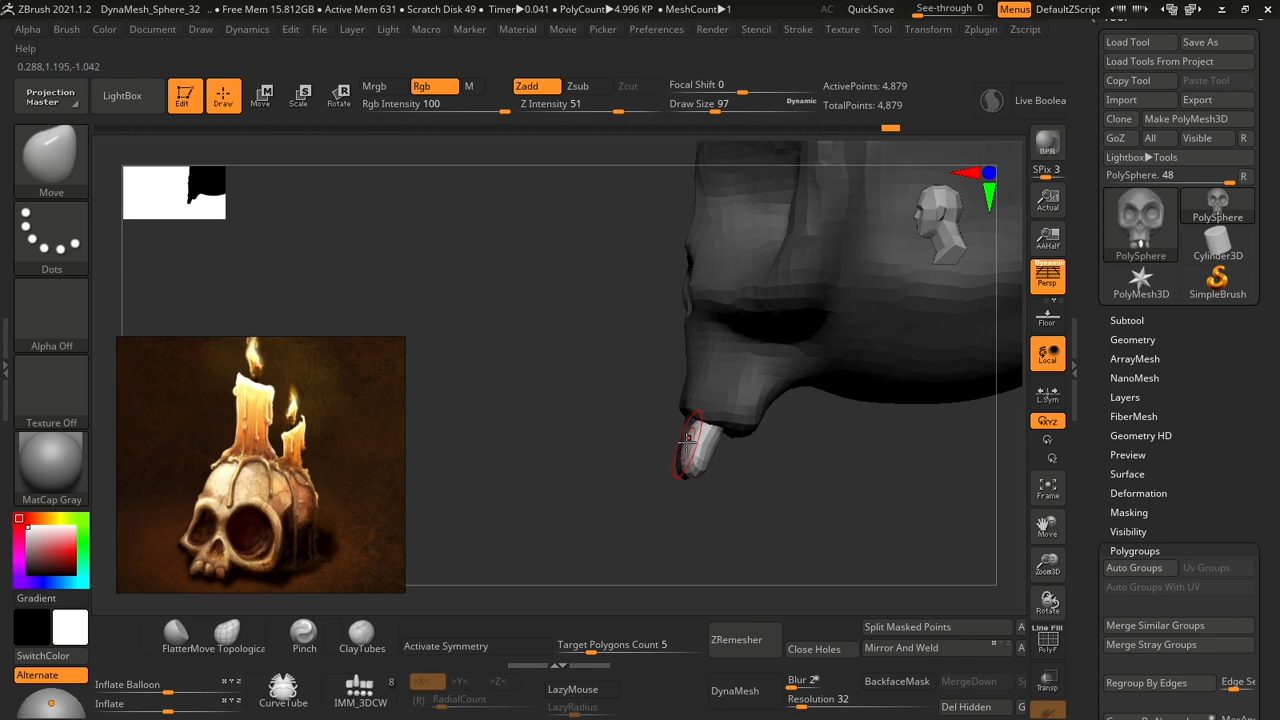 ZBrush 2021.1.2 DynaMesh_Sphere_32 .. • Free Mem 15.812GB • Active Mem 631 • Scratch Disk 49 • Timer▶0.041 • PolyCount▶4.996 KP • MeshCount▶1 AC QuickSave See-through 0 Menus DefaultZScript
Alpha Brush Color Document Draw Dynamics Edit File Layer Light Macro Marker Material Movie Picker Preferences Render Stencil Stroke Texture Tool Transform Zplugin Zscript
Help
0.288,1.195,-1.042
Projection Master
LightBox
Edit
Draw
Move
Scale
Rotate
Mrgb Rgb M
Rgb Intensity 100
Zadd Zsub Zcut
Z Intensity 51
Focal Shift 0
Draw Size 97 Dynamic
ActivePoints: 4,879
TotalPoints: 4,879
Live Boolea
Move
Dots
Alpha Off
Texture Off
MatCap Gray
Gradient
SwitchColor
Alternate
BPR
SPix 3
Actual
AAHalf
Dynamic
Persp
Floor
Local
L.Sym
XYZ
Frame
Move
Zoom3D
Rotate
Line Fill
PolyF
Transp
Load Tool Save As
Load Tools From Project
Copy Tool Paste Tool
Import Export
Clone Make PolyMesh3D
GoZ All Visible R
Lightbox▶Tools
PolySphere. 48 R
PolySphere
PolySphere
Cylinder3D
PolyMesh3D
SimpleBrush
Subtool
Geometry
ArrayMesh
NanoMesh
Layers
FiberMesh
Geometry HD
Preview
Surface
Deformation
Masking
Visibility
Polygroups
Auto Groups Uv Groups
Auto Groups With UV
Merge Similar Groups
Merge Stray Groups
Regroup By Edges Edge Se
Flatten Move Topologica Pinch ClayTubes
Activate Symmetry
Target Polygons Count 5
ZRemesher
Close Holes
Split Masked Points A
Mirror And Weld A
Inflate Balloon
Inflate
CurveTube
8
IMM_3DCW
>X< >Y< >Z<
(R) RadialCount
LazyMouse
LazyRadius
DynaMesh
Blur 2
Resolution 32
BackfaceMask MergeDown Sp
Del Hidden G